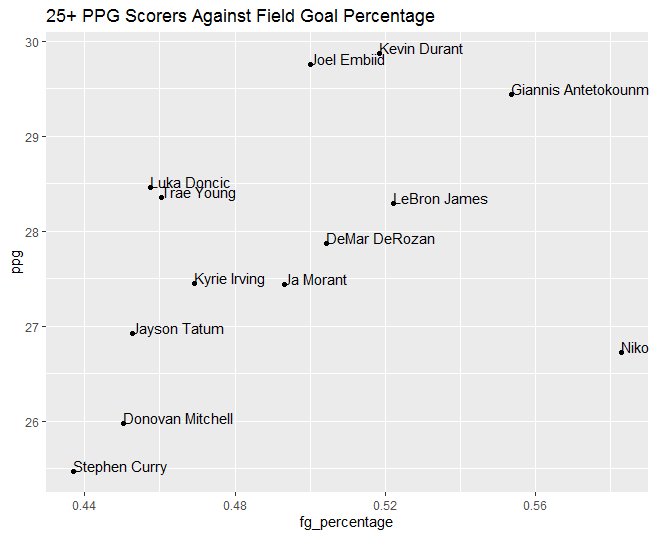 25+ PPG Scorers Against Field Goal Percentage
30
Kevin Durant
Joel Embiid
Giannis Antetokounm
29
Luka Doncic
Trae Young
LeBron James
28
DeMar DeRozan
ppg
Kyrie Irving
Ja Morant
27
Jayson Tatum
Niko
26
Donovan Mitchell
Stephen Curry
0.44 0.48 0.52 0.56
fg_percentage